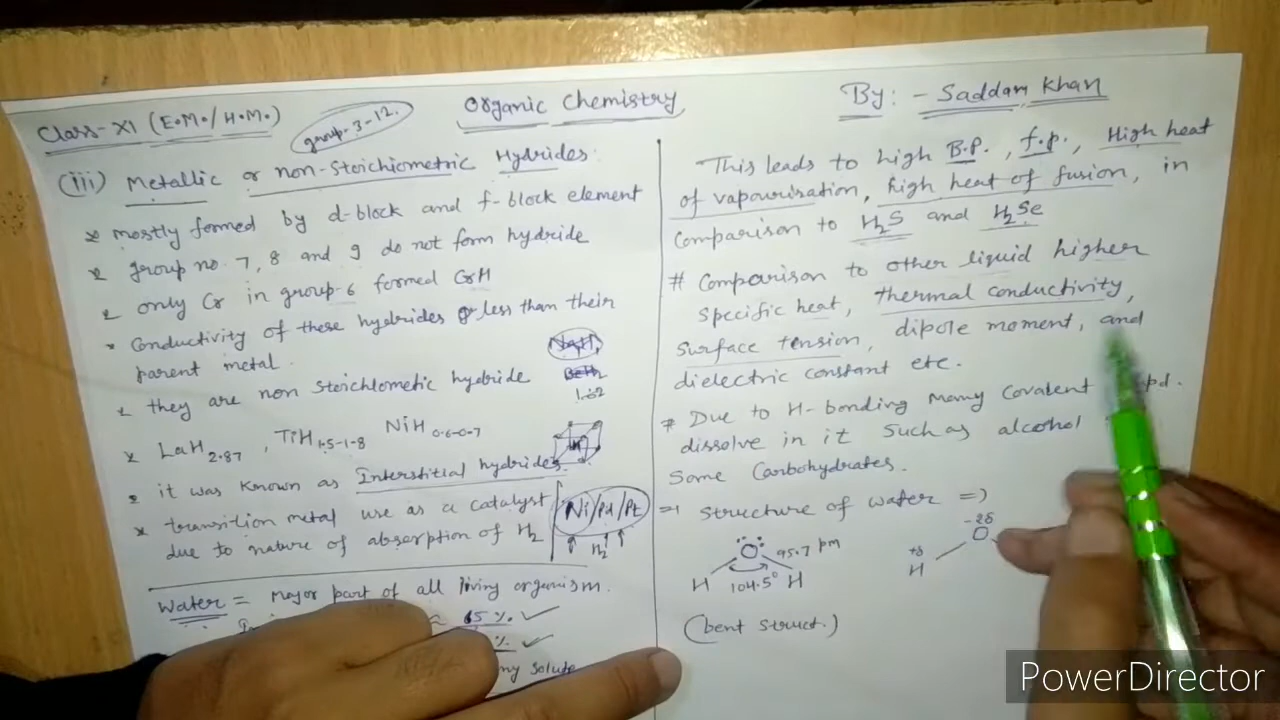 Class-XI (E.M./H.M.)
group-3-12.
Organic Chemistry
By:- Saddam Khan
(iii) Metallic or non-Stoichiometric Hydrides
mostly formed by d-block and f-block element
group no. 7, 8 and 9 do not form hydride
only Cr in group-6 formed CrH
Conductivity of these hybrides less than their
parent metal.
they are non stoichlometic hybride
NaH
1:2
LaH2.87, TiH1.5-1-8 NiH0.6-0.7
it was known as Interstitial hydrides.
transition metal use as a catalyst
due to nature of absorption of H2
Ni/Pd/Pt
H2
Water = major part of all living organism.
65%.
%.
ny solute
This leads to high B.P., f.p., High heat
of vapourisation, high heat of fusion, in
Comparison to H2S and H2Se
# Comparison to other liquid higher
specific heat, thermal conductivity,
Surface tension, dipole moment, and
dielectric constant etc.
# Due to H-bonding many Covalent pd.
dissolve in it such as alcohol
Some Carbohydrates.
⇒ Structure of water =>
O 95.7 pm
H 104.5° H
(bent struct.)
-2δ
O
+δ
H
PowerDirector